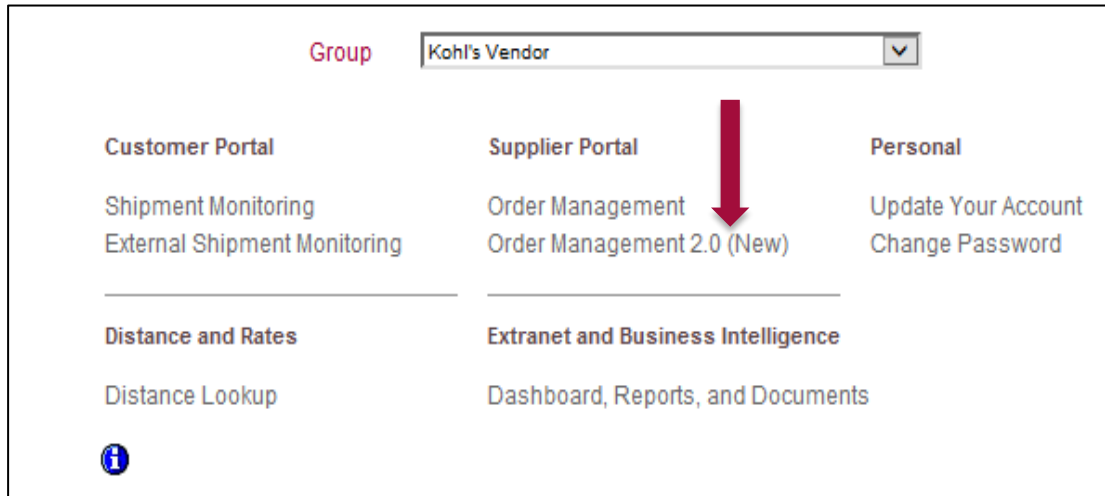 Group Kohl's Vendor
Customer Portal Supplier Portal Personal
Shipment Monitoring Order Management Update Your Account
External Shipment Monitoring Order Management 2.0 (New) Change Password
Distance and Rates Extranet and Business Intelligence
Distance Lookup Dashboard, Reports, and Documents
i